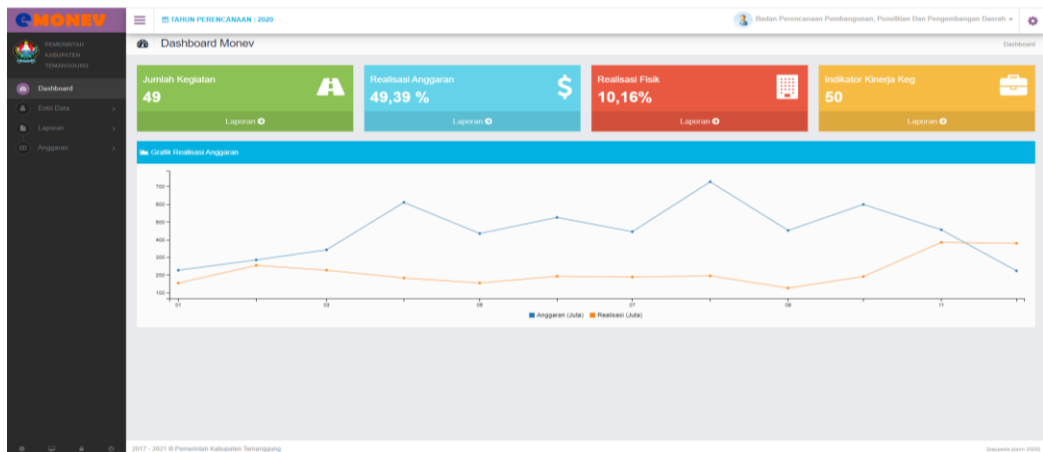 eMONEV
TAHUN PERENCANAAN : 2020
Badan Perencanaan Pembangunan, Penelitian Dan Pengembangan Daerah
PEMERINTAH
KABUPATEN
TEMANGGUNG
Dashboard
Entri Data
Laporan
Anggaran
Dashboard Monev
Dashboard
Jumlah Kegiatan
49
Laporan
Realisasi Anggaran
49,39 %
Laporan
Realisasi Fisik
10,16%
Laporan
Indikator Kinerja Keg
50
Laporan
Grafik Realisasi Anggaran
700
600
500
400
300
200
100
01
03
05
07
09
11
Anggaran (Juta)
Realisasi (Juta)
2017 - 2021 © Pemerintah Kabupaten Temanggung.